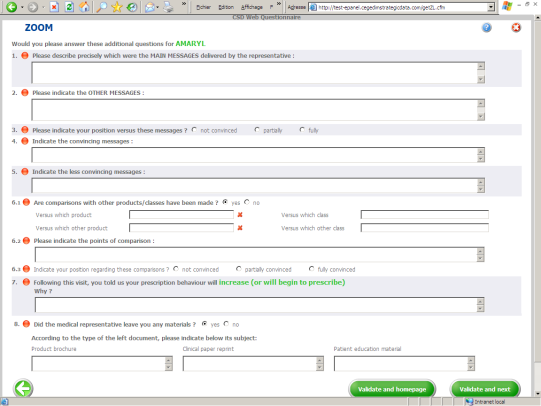 Fichier Edition Affichage » Adresse http://test-epanel.cegedimstrategicdata.com/get2L.cfm
CSD Web Questionnaire
ZOOM
Would you please answer these additional questions for AMARYL
1. Please describe precisely which were the MAIN MESSAGES delivered by the representative :
2. Please indicate the OTHER MESSAGES :
3. Please indicate your position versus these messages ? not convinced partially fully
4. Indicate the convincing messages :
5. Indicate the less convincing messages :
6.1 Are comparisons with other products/classes have been made ? yes no
Versus which product Versus which class
Versus which other product Versus which other class
6.2 Please indicate the points of comparison :
6.3 Indicate your position regarding these comparisons ? not convinced partially convinced fully convinced
7. Following this visit, you told us your prescription behaviour will increase (or will begin to prescribe)
Why ?
8. Did the medical representative leave you any materials ? yes no
According to the type of the left document, please indicate below its subject:
Product brochure Clinical paper reprint Patient education material
Validate and homepage Validate and next
Intranet local